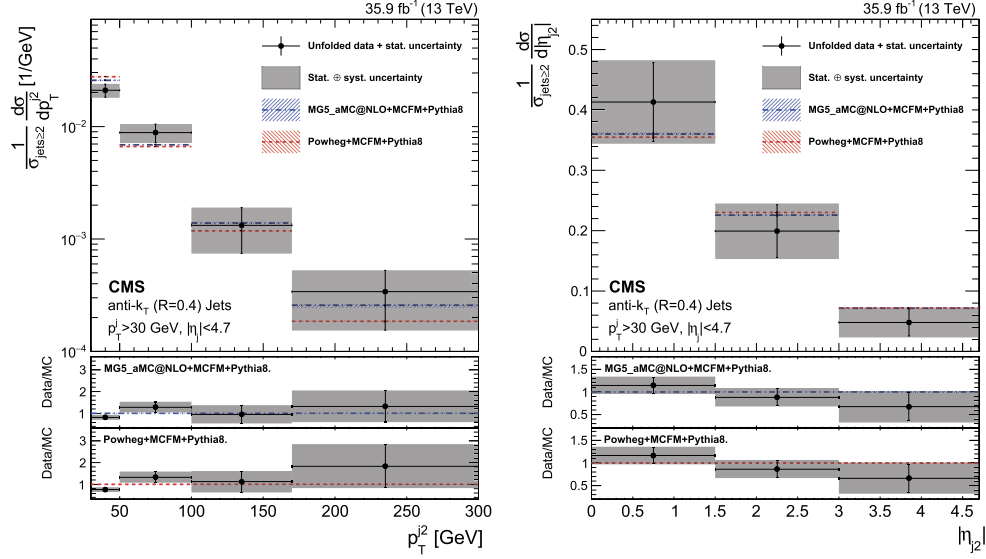 35.9 fb⁻¹ (13 TeV)
1/σ_jets≥2 dσ/dp_T^j2 [1/GeV]
Unfolded data + stat. uncertainty
Stat. ⊕ syst. uncertainty
MG5_aMC@NLO+MCFM+Pythia8
Powheg+MCFM+Pythia8
10⁻²
10⁻³
10⁻⁴
CMS
anti-k_T (R=0.4) Jets
p_T^j>30 GeV, |η_j|<4.7
Data/MC
3
2
1
MG5_aMC@NLO+MCFM+Pythia8.
Data/MC
3
2
1
Powheg+MCFM+Pythia8.
50 100 150 200 250 300
p_T^j2 [GeV]
35.9 fb⁻¹ (13 TeV)
1/σ_jets≥2 dσ/d|η_j2|
Unfolded data + stat. uncertainty
Stat. ⊕ syst. uncertainty
MG5_aMC@NLO+MCFM+Pythia8
Powheg+MCFM+Pythia8
0.5
0.4
0.3
0.2
0.1
0
CMS
anti-k_T (R=0.4) Jets
p_T^j>30 GeV, |η_j|<4.7
Data/MC
1.5
1
0.5
MG5_aMC@NLO+MCFM+Pythia8.
Data/MC
1.5
1
0.5
Powheg+MCFM+Pythia8.
0 0.5 1 1.5 2 2.5 3 3.5 4 4.5
|η_j2|